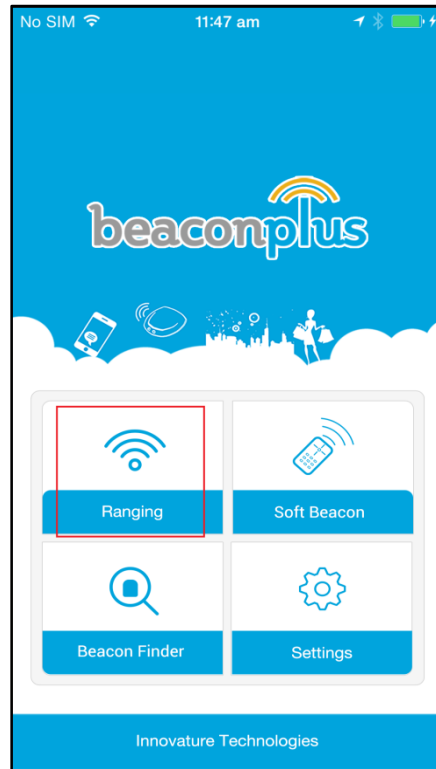 No SIM 11:47 am
beaconplus
Ranging Soft Beacon
Beacon Finder Settings
Innovature Technologies